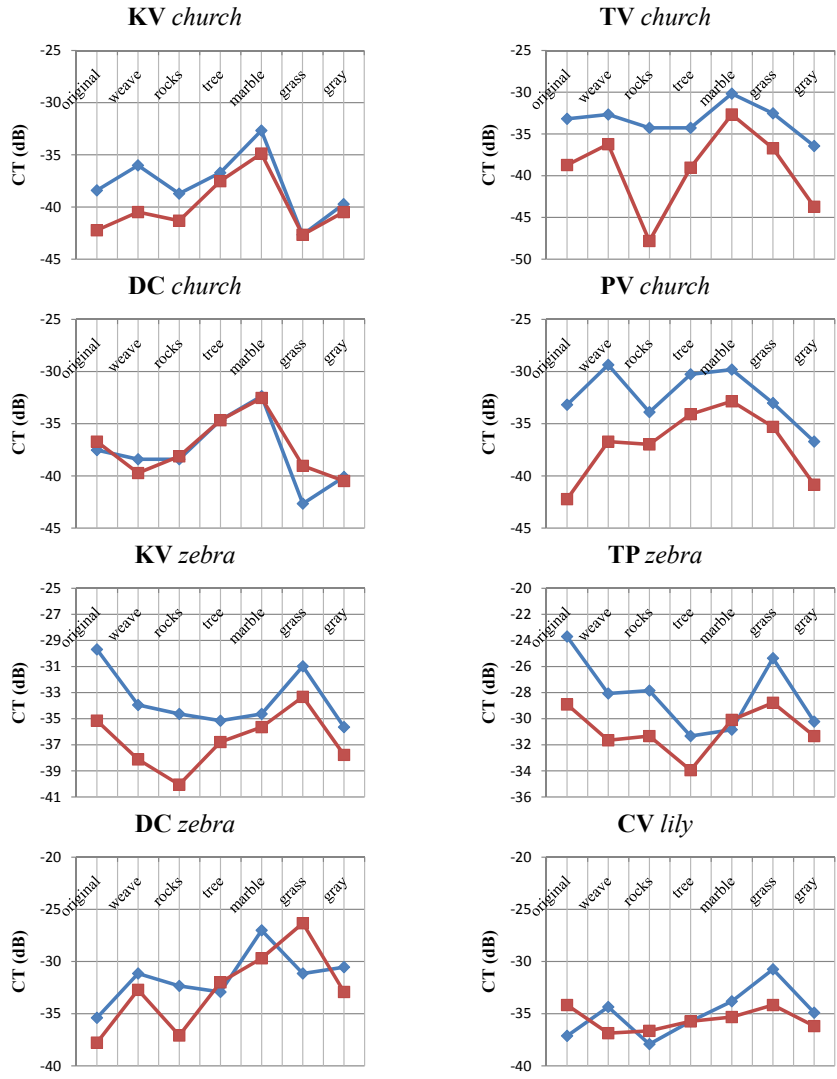 KV church
-25
-30
-35
-40
-45
CT (dB)
original
weave
rocks
tree
marble
grass
gray
TV church
-25
-30
-35
-40
-45
-50
CT (dB)
original
weave
rocks
tree
marble
grass
gray
DC church
-25
-30
-35
-40
-45
CT (dB)
original
weave
rocks
tree
marble
grass
gray
PV church
-25
-30
-35
-40
-45
CT (dB)
original
weave
rocks
tree
marble
grass
gray
KV zebra
-25
-27
-29
-31
-33
-35
-37
-39
-41
CT (dB)
original
weave
rocks
tree
marble
grass
gray
TP zebra
-20
-22
-24
-26
-28
-30
-32
-34
-36
CT (dB)
original
weave
rocks
tree
marble
grass
gray
DC zebra
-20
-25
-30
-35
-40
CT (dB)
original
weave
rocks
tree
marble
grass
gray
CV lily
-20
-25
-30
-35
-40
CT (dB)
original
weave
rocks
tree
marble
grass
gray